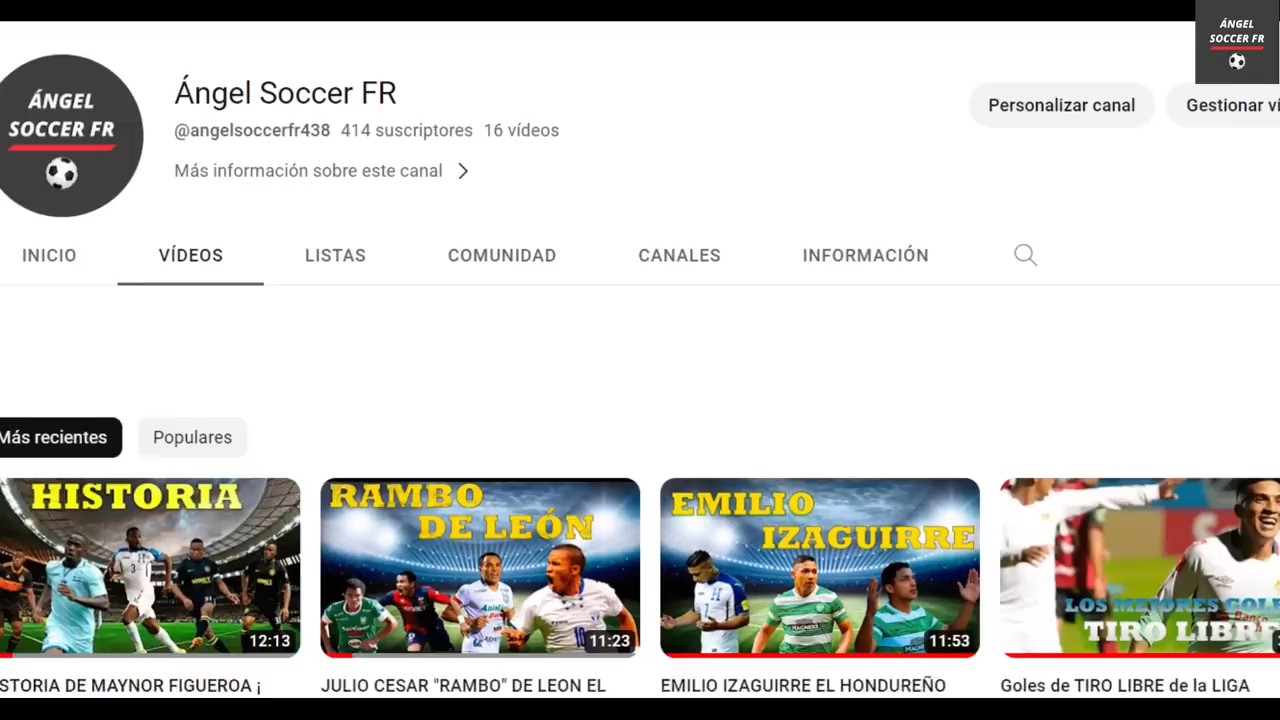 ÁNGEL
SOCCER FR
ÁNGEL
SOCCER FR
Ángel Soccer FR
@angelsoccerfr438 414 suscriptores 16 vídeos
Más información sobre este canal
Personalizar canal
Gestionar ví
INICIO
VÍDEOS
LISTAS
COMUNIDAD
CANALES
INFORMACIÓN
Más recientes
Populares
HISTORIA
12:13
STORIA DE MAYNOR FIGUEROA ¡
RAMBO
DE LEÓN
11:23
JULIO CESAR "RAMBO" DE LEON EL
EMILIO
IZAGUIRRE
11:53
EMILIO IZAGUIRRE EL HONDUREÑO
LOS MEJORES GOL
TIRO LIBR
Goles de TIRO LIBRE de la LIGA